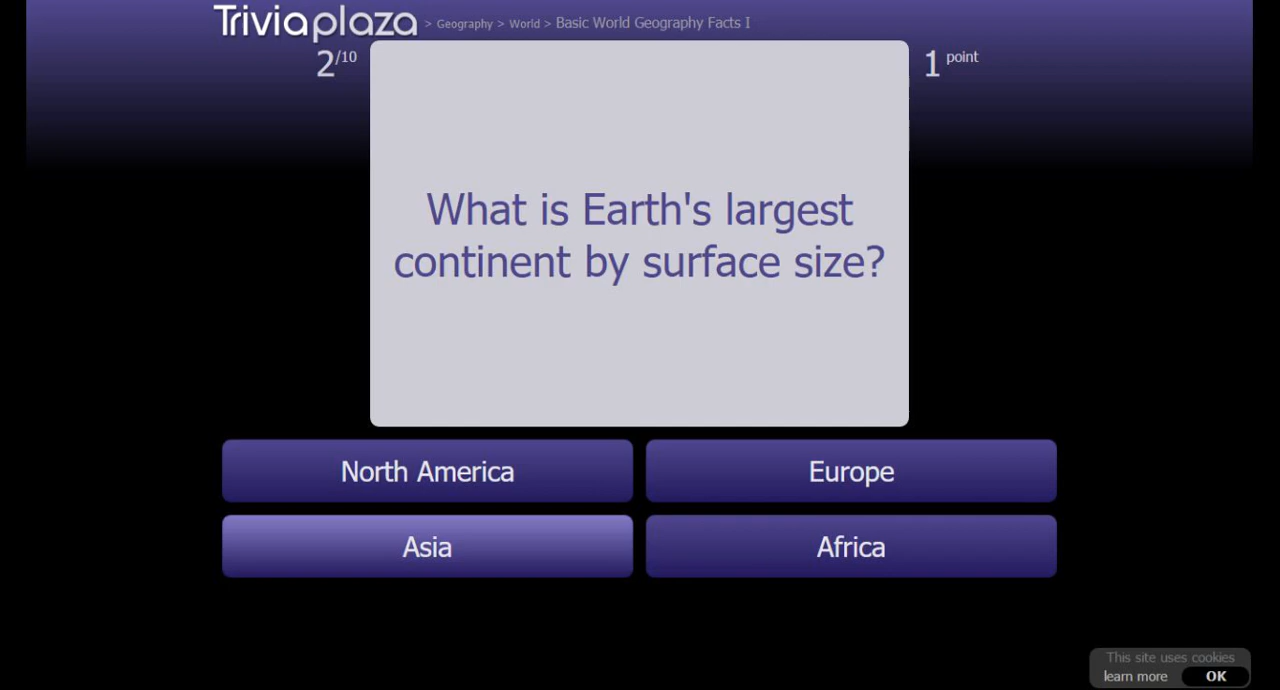 Triviaplaza > Geography > World > Basic World Geography Facts I
2/10
1 point
What is Earth's largest
continent by surface size?
North America
Europe
Asia
Africa
This site uses cookies
learn more OK